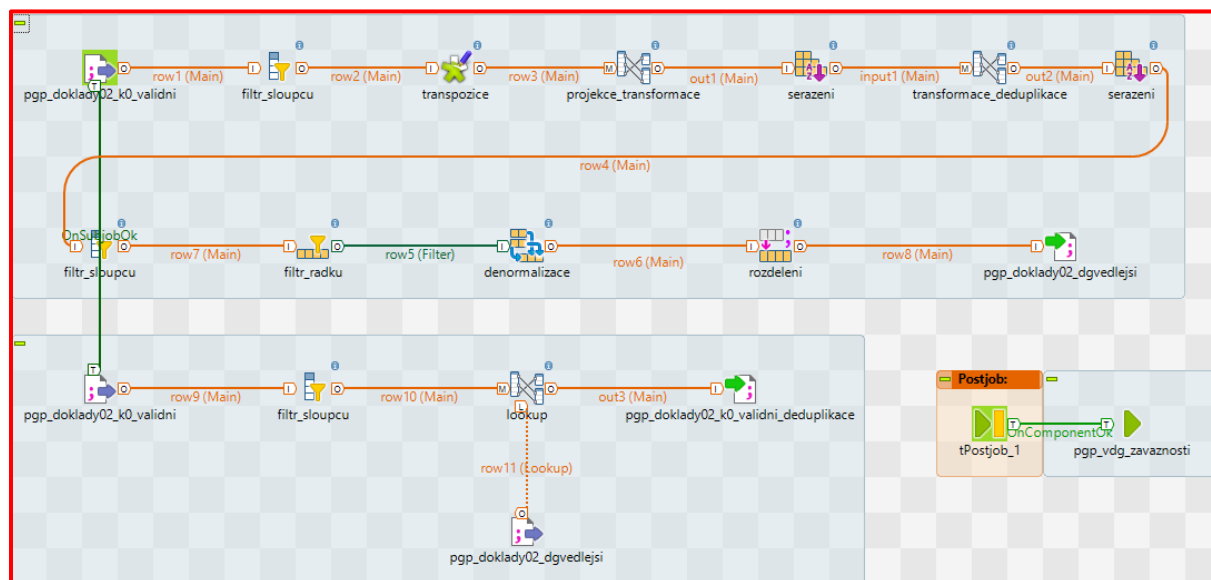 row1 (Main)
row2 (Main)
row3 (Main)
out1 (Main)
input1 (Main)
out2 (Main)
pgp_doklady02_k0_validni
filtr_sloupcu
transpozice
projekce_transformace
serazeni
transformace_deduplikace
serazeni
row4 (Main)
OnSubjobOk
row7 (Main)
row5 (Filter)
row6 (Main)
row8 (Main)
filtr_sloupcu
filtr_radku
denormalizace
rozdeleni
pgp_doklady02_dgvedlejsi
row9 (Main)
row10 (Main)
out3 (Main)
pgp_doklady02_k0_validni
filtr_sloupcu
lookup
pgp_doklady02_k0_validni_deduplikace
row11 (Lookup)
pgp_doklady02_dgvedlejsi
Postjob:
OnComponentOk
tPostjob_1
pgp_vdg_zavaznosti